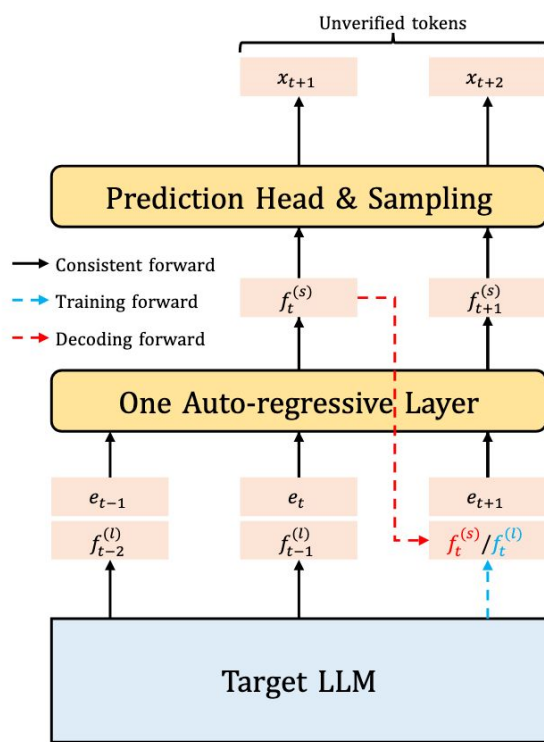 Unverified tokens
x_{t+1} x_{t+2}
Prediction Head & Sampling
Consistent forward
Training forward
Decoding forward
f_t^{(s)} f_{t+1}^{(s)}
One Auto-regressive Layer
e_{t-1} e_t e_{t+1}
f_{t-2}^{(l)} f_{t-1}^{(l)} f_t^{(s)}/f_t^{(l)}
Target LLM